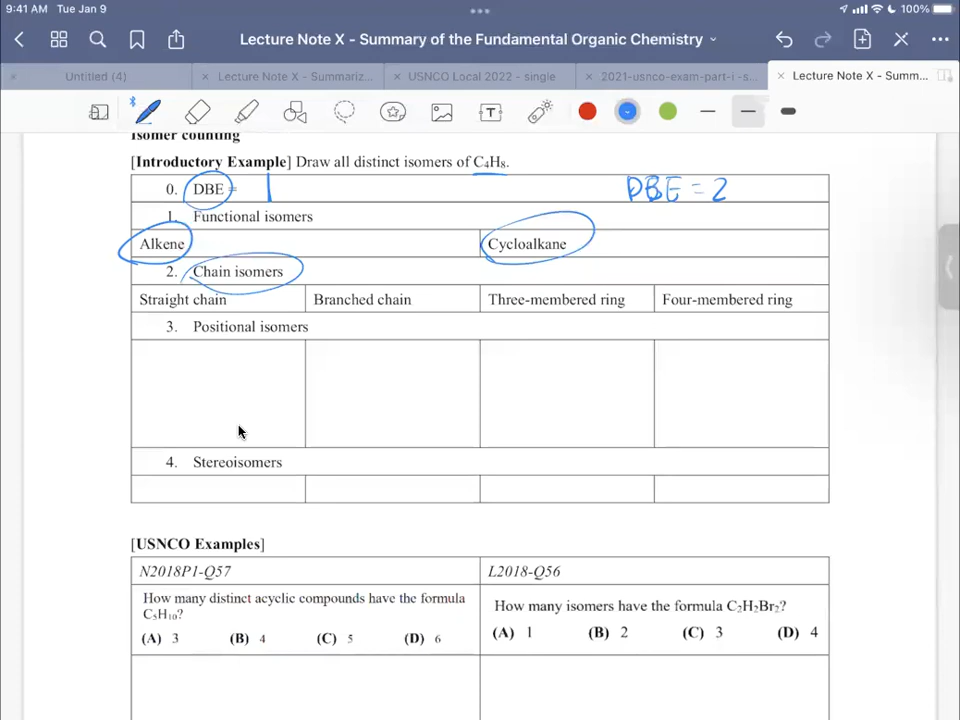 9:41 AM Tue Jan 9
100%
Lecture Note X - Summary of the Fundamental Organic Chemistry
Untitled (4)
Lecture Note X - Summariz...
USNCO Local 2022 - single
2021-usnco-exam-part-i -s...
Lecture Note X - Summ...
Isomer counting
[Introductory Example] Draw all distinct isomers of C₄H₈.
0. DBE = 1
DBE = 2
1. Functional isomers
Alkene
Cycloalkane
2. Chain isomers
Straight chain
Branched chain
Three-membered ring
Four-membered ring
3. Positional isomers
4. Stereoisomers
[USNCO Examples]
N2018P1-Q57
L2018-Q56
How many distinct acyclic compounds have the formula
C₅H₁₀?
(A) 3 (B) 4 (C) 5 (D) 6
How many isomers have the formula C₂H₂Br₂?
(A) 1 (B) 2 (C) 3 (D) 4